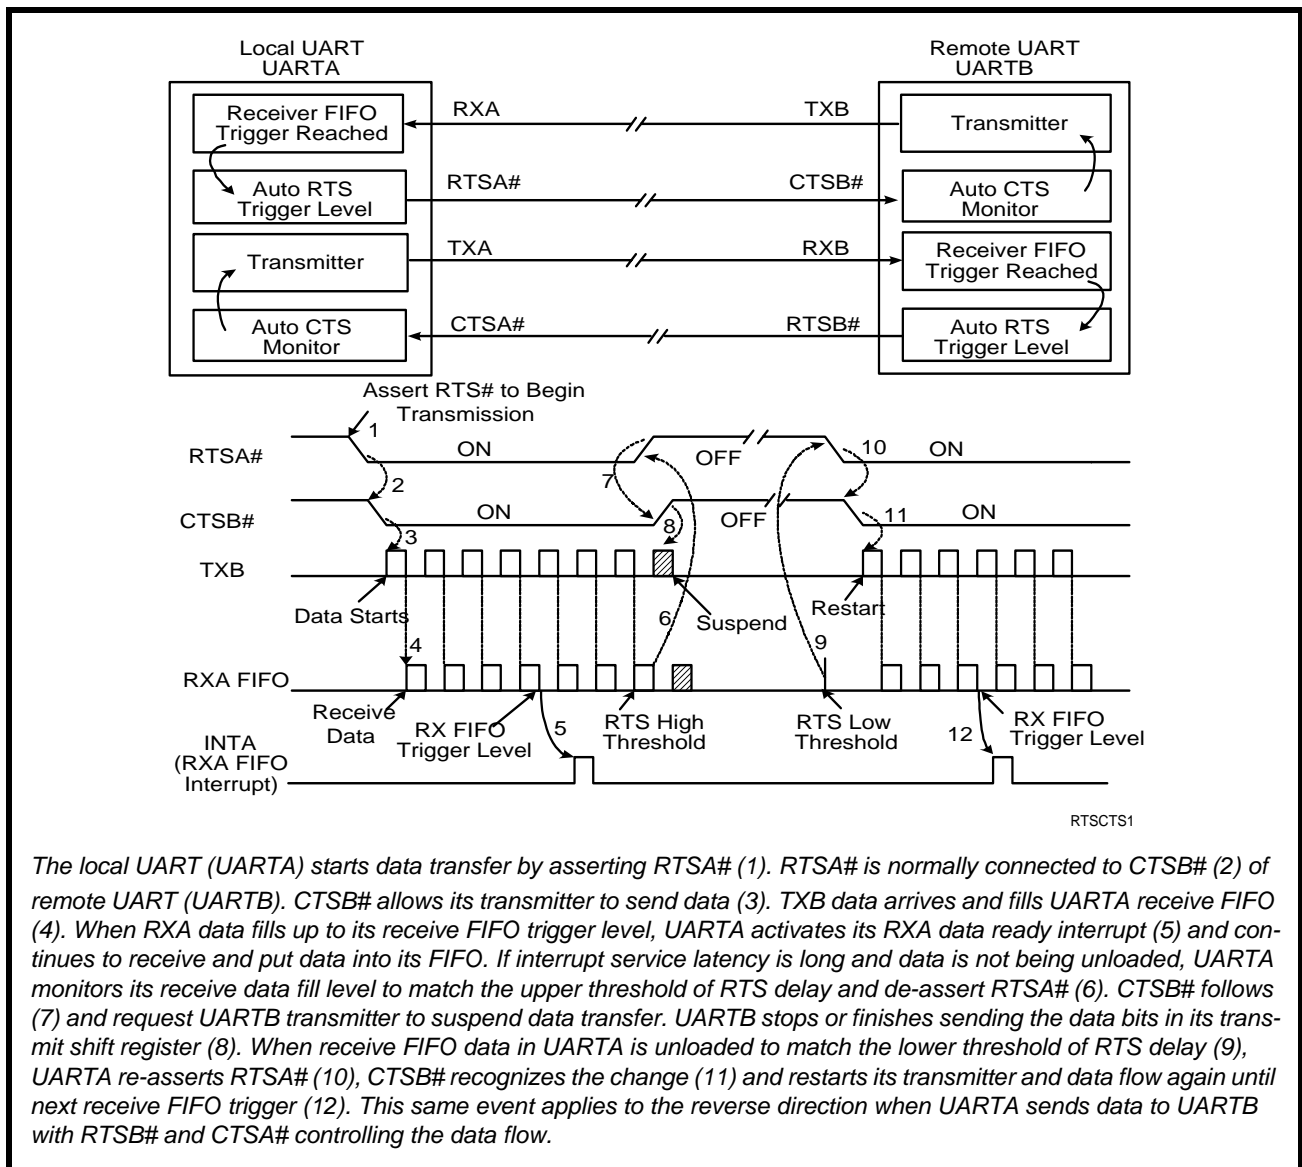 Local UART
UARTA
Remote UART
UARTB
Receiver FIFO
Trigger Reached
RXA
TXB
Transmitter
Auto RTS
Trigger Level
RTSA#
CTSB#
Auto CTS
Monitor
Transmitter
TXA
RXB
Receiver FIFO
Trigger Reached
Auto CTS
Monitor
CTSA#
RTSB#
Auto RTS
Trigger Level
Assert RTS# to Begin
Transmission
1
RTSA#
ON
OFF
10
ON
2
7
CTSB#
ON
8
OFF
11
ON
3
TXB
Data Starts
6
Suspend
Restart
4
9
RXA FIFO
Receive
Data
RX FIFO
Trigger Level
5
RTS High
Threshold
RTS Low
Threshold
12
RX FIFO
Trigger Level
INTA
(RXA FIFO
Interrupt)
RTSCTS1
The local UART (UARTA) starts data transfer by asserting RTSA# (1). RTSA# is normally connected to CTSB# (2) of
remote UART (UARTB). CTSB# allows its transmitter to send data (3). TXB data arrives and fills UARTA receive FIFO
(4). When RXA data fills up to its receive FIFO trigger level, UARTA activates its RXA data ready interrupt (5) and con-
tinues to receive and put data into its FIFO. If interrupt service latency is long and data is not being unloaded, UARTA
monitors its receive data fill level to match the upper threshold of RTS delay and de-assert RTSA# (6). CTSB# follows
(7) and request UARTB transmitter to suspend data transfer. UARTB stops or finishes sending the data bits in its trans-
mit shift register (8). When receive FIFO data in UARTA is unloaded to match the lower threshold of RTS delay (9),
UARTA re-asserts RTSA# (10), CTSB# recognizes the change (11) and restarts its transmitter and data flow again until
next receive FIFO trigger (12). This same event applies to the reverse direction when UARTA sends data to UARTB
with RTSB# and CTSA# controlling the data flow.